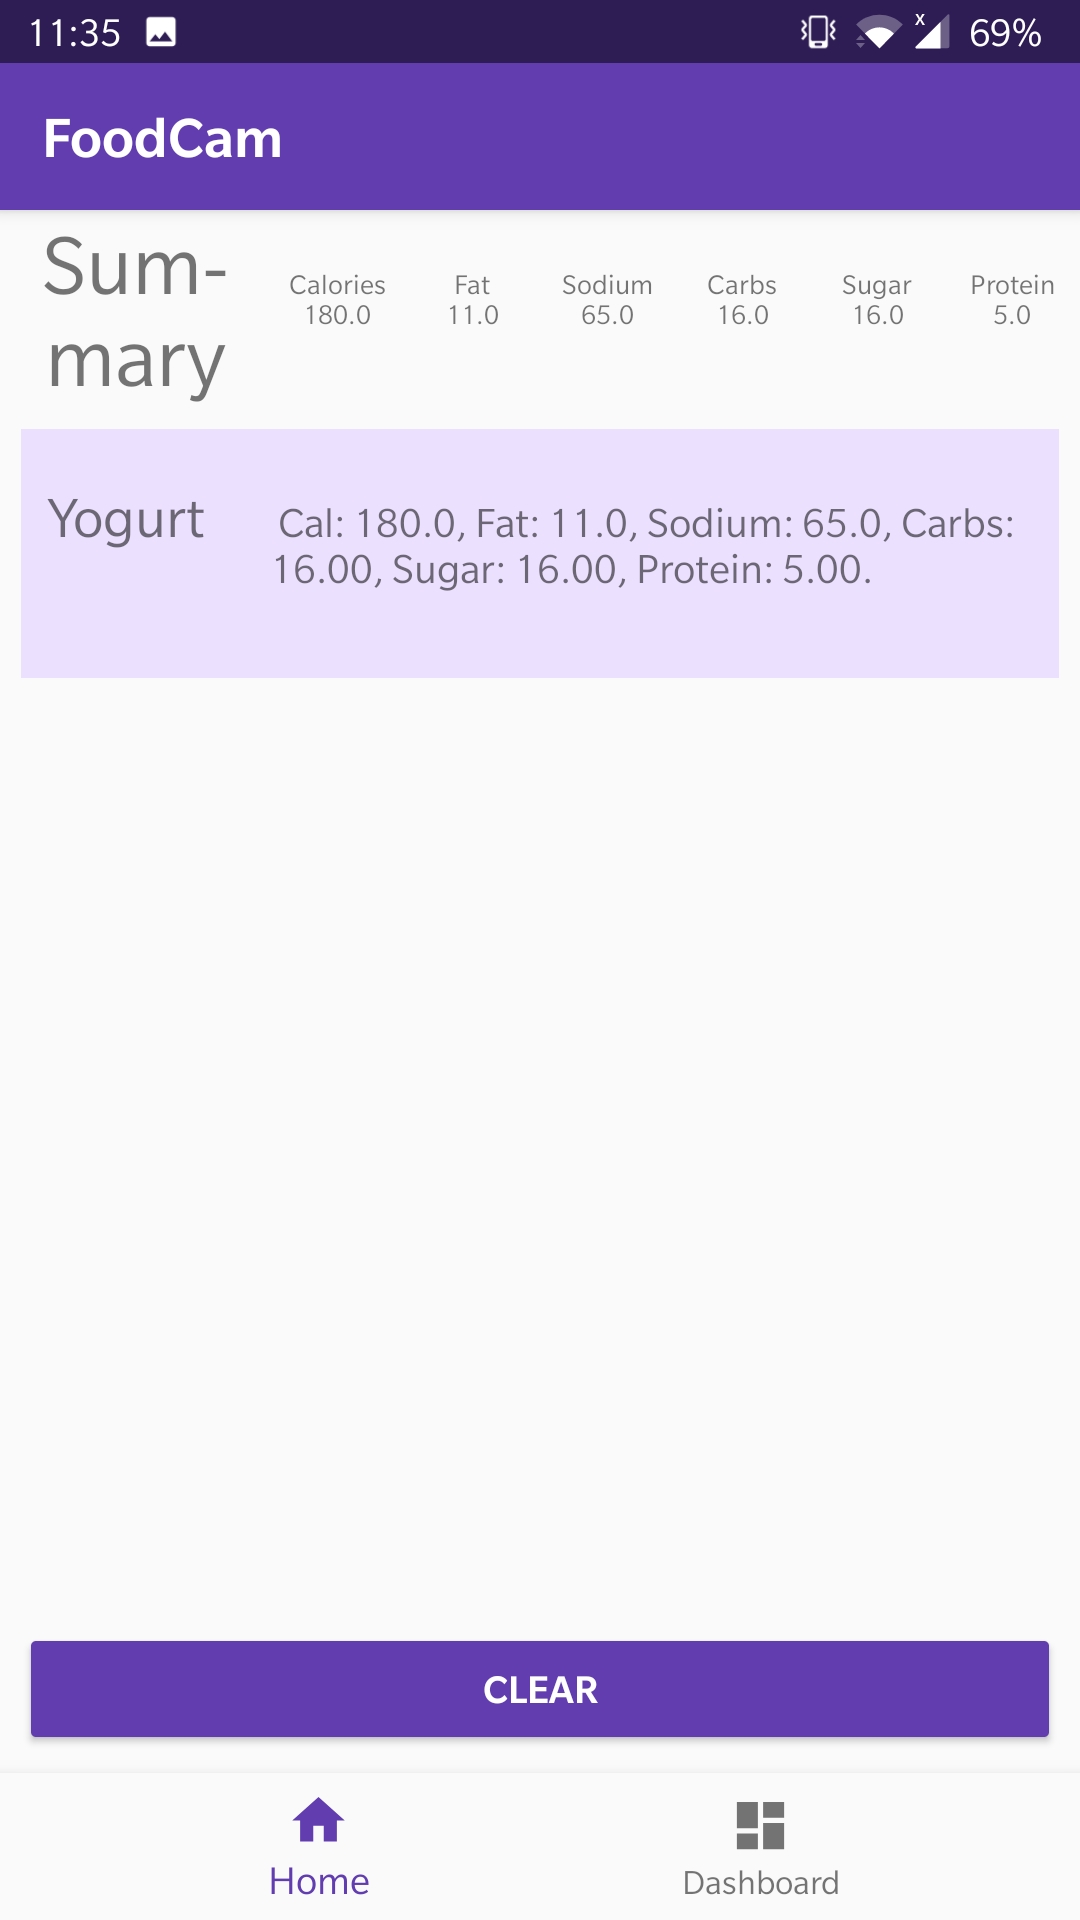 11:35 x 69%
FoodCam
Sum-
mary
Calories Fat Sodium Carbs Sugar Protein
180.0 11.0 65.0 16.0 16.0 5.0
Yogurt
Cal: 180.0, Fat: 11.0, Sodium: 65.0, Carbs:
16.00, Sugar: 16.00, Protein: 5.00.
CLEAR
Home Dashboard